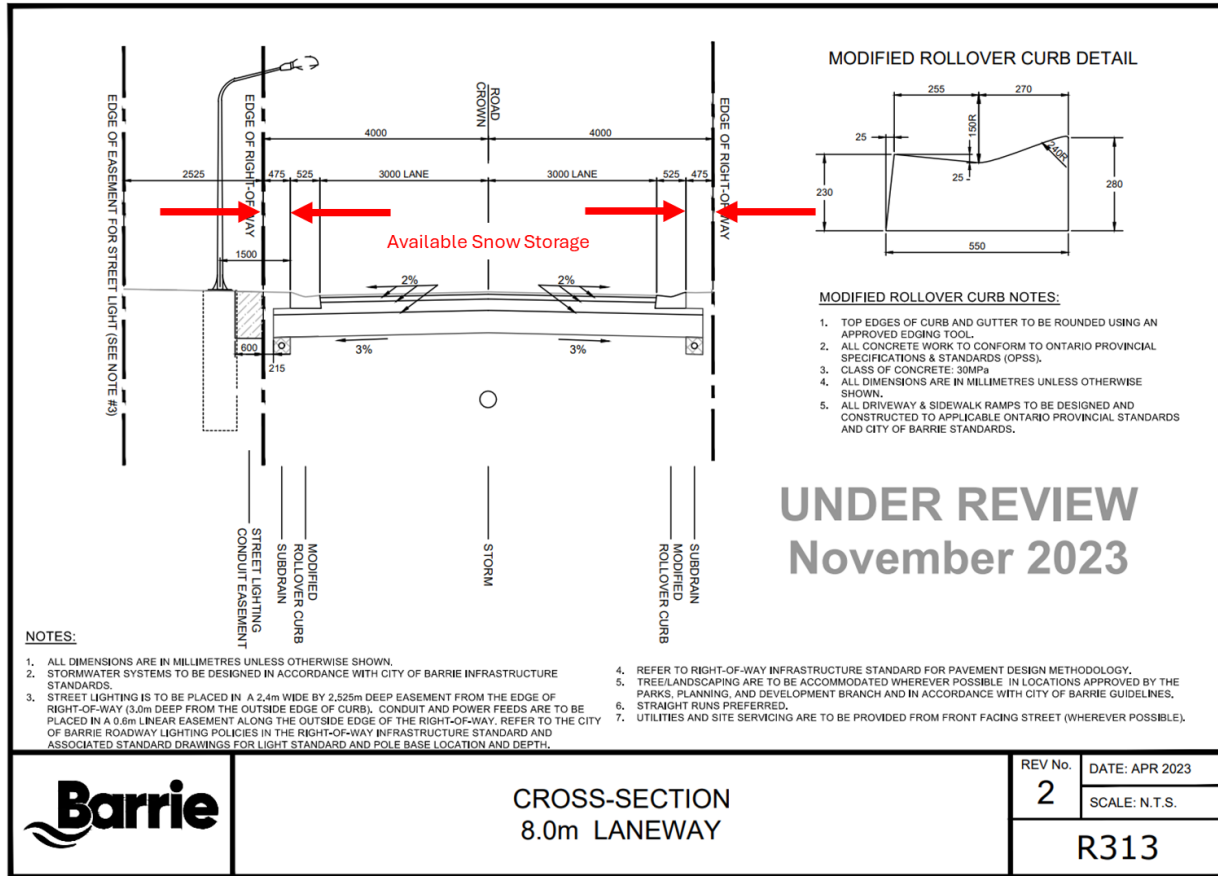 MODIFIED ROLLOVER CURB DETAIL
255
270
25
150R
240R
25
230
280
550
EDGE OF EASEMENT FOR STREET LIGHT (SEE NOTE #3)
EDGE OF RIGHT-OF-WAY
ROAD
CROWN
EDGE OF RIGHT-OF-WAY
4000
4000
2525
475
525
3000 LANE
3000 LANE
525
475
Available Snow Storage
1500
2%
2%
600
3%
3%
215
STREET LIGHTING
CONDUIT EASEMENT
SUBDRAIN
MODIFIED
ROLLOVER CURB
STORM
SUBDRAIN
MODIFIED
ROLLOVER CURB
MODIFIED ROLLOVER CURB NOTES:
1. TOP EDGES OF CURB AND GUTTER TO BE ROUNDED USING AN
APPROVED EDGING TOOL.
2. ALL CONCRETE WORK TO CONFORM TO ONTARIO PROVINCIAL
SPECIFICATIONS & STANDARDS (OPSS).
3. CLASS OF CONCRETE: 30MPa
4. ALL DIMENSIONS ARE IN MILLIMETRES UNLESS OTHERWISE
SHOWN.
5. ALL DRIVEWAY & SIDEWALK RAMPS TO BE DESIGNED AND
CONSTRUCTED TO APPLICABLE ONTARIO PROVINCIAL STANDARDS
AND CITY OF BARRIE STANDARDS.
UNDER REVIEW
November 2023
NOTES:
1. ALL DIMENSIONS ARE IN MILLIMETRES UNLESS OTHERWISE SHOWN.
2. STORMWATER SYSTEMS TO BE DESIGNED IN ACCORDANCE WITH CITY OF BARRIE INFRASTRUCTURE
STANDARDS.
3. STREET LIGHTING IS TO BE PLACED IN A 2.4m WIDE BY 2,525m DEEP EASEMENT FROM THE EDGE OF
RIGHT-OF-WAY (3.0m DEEP FROM THE OUTSIDE EDGE OF CURB). CONDUIT AND POWER FEEDS ARE TO BE
PLACED IN A 0.6m LINEAR EASEMENT ALONG THE OUTSIDE EDGE OF THE RIGHT-OF-WAY. REFER TO THE CITY
OF BARRIE ROADWAY LIGHTING POLICIES IN THE RIGHT-OF-WAY INFRASTRUCTURE STANDARD AND
ASSOCIATED STANDARD DRAWINGS FOR LIGHT STANDARD AND POLE BASE LOCATION AND DEPTH.
4. REFER TO RIGHT-OF-WAY INFRASTRUCTURE STANDARD FOR PAVEMENT DESIGN METHODOLOGY.
5. TREE/LANDSCAPING ARE TO BE ACCOMMODATED WHEREVER POSSIBLE IN LOCATIONS APPROVED BY THE
PARKS, PLANNING, AND DEVELOPMENT BRANCH AND IN ACCORDANCE WITH CITY OF BARRIE GUIDELINES.
6. STRAIGHT RUNS PREFERRED.
7. UTILITIES AND SITE SERVICING ARE TO BE PROVIDED FROM FRONT FACING STREET (WHEREVER POSSIBLE).
Barrie
CROSS-SECTION
8.0m LANEWAY
REV No.
2
DATE: APR 2023
SCALE: N.T.S.
R313